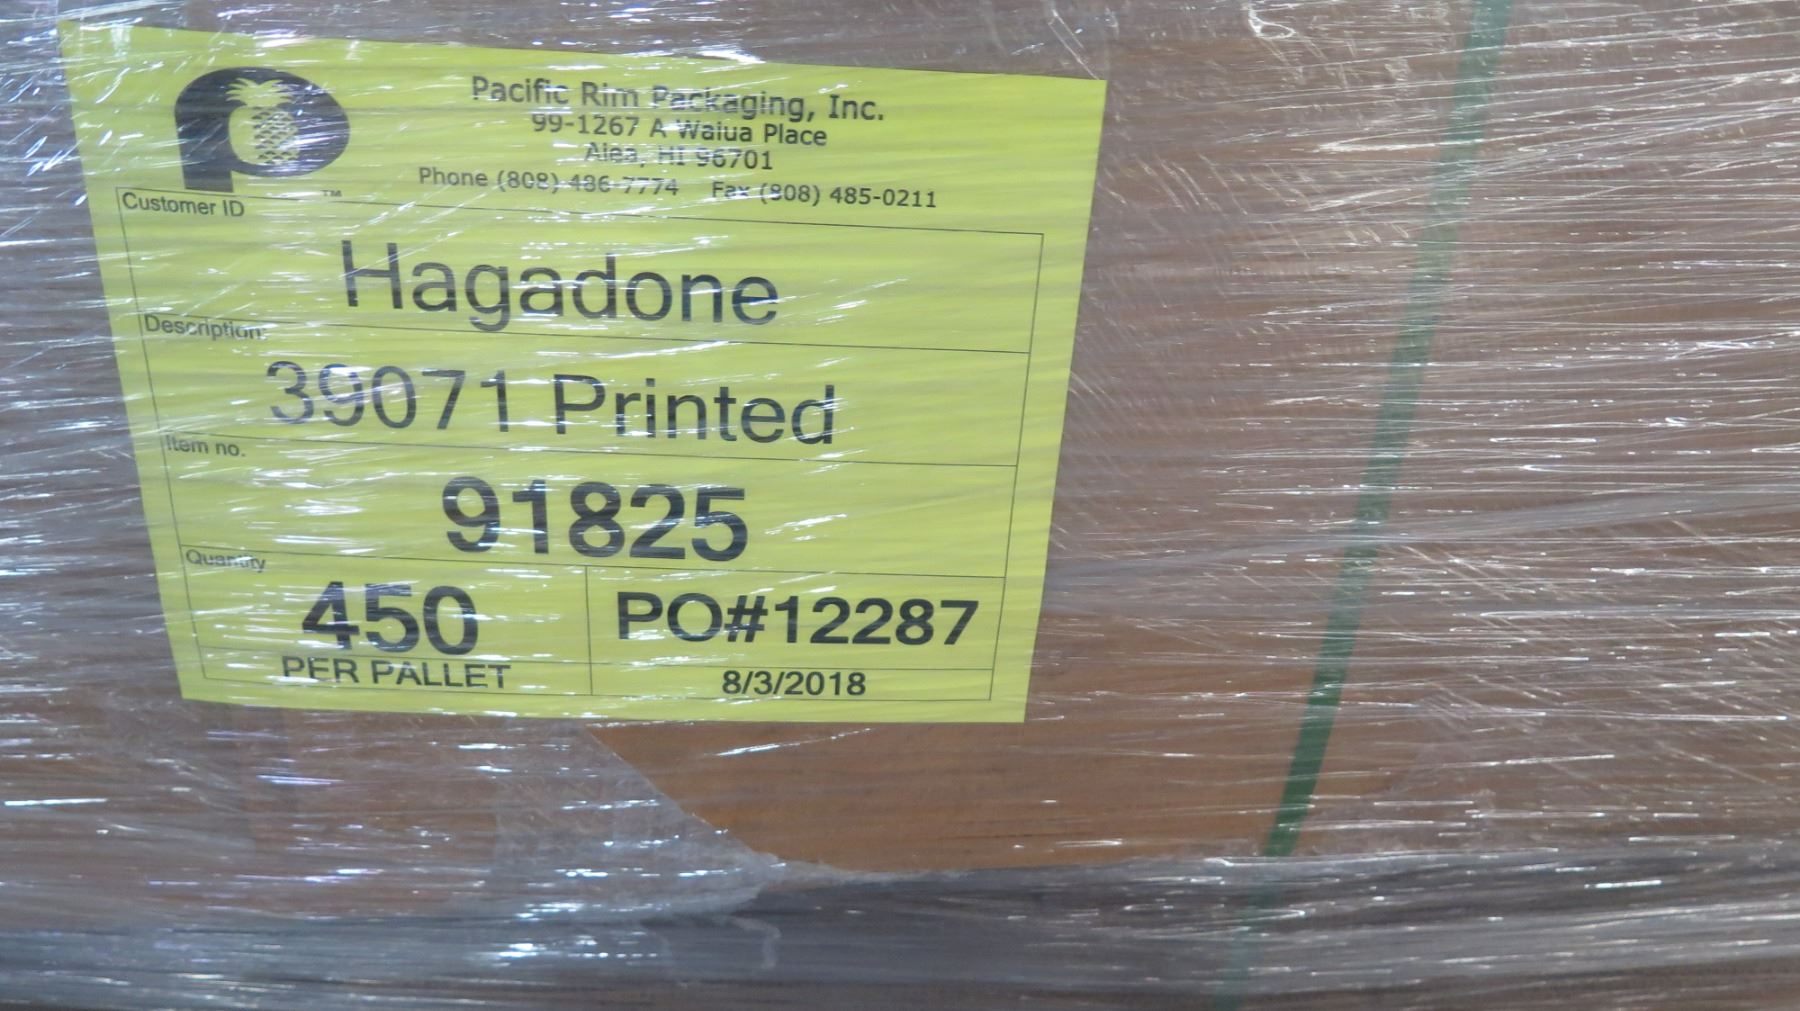 Pacific Rim Packaging, Inc.
99-1267 A Waiua Place
Aiea, HI 96701
Phone (808) 486-7774 Fax (808) 485-0211
TM
Customer ID
Hagadone
Description:
39071 Printed
Item no.
91825
Quantity
450
PER PALLET
PO#12287
8/3/2018